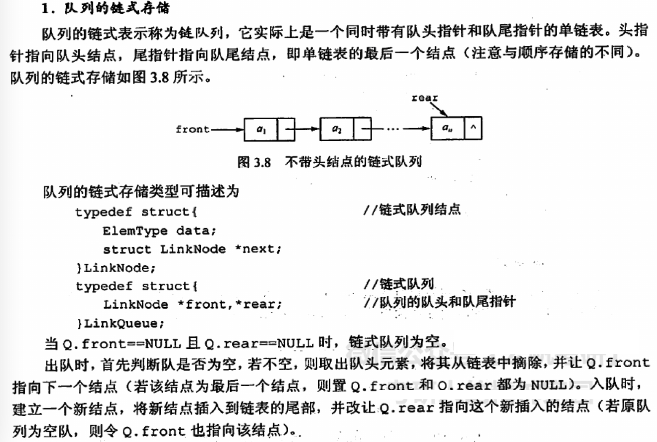 1. 队列的链式存储
队列的链式表示称为链队列，它实际上是一个同时带有队头指针和队尾指针的单链表。头指
针指向队头结点，尾指针指向队尾结点，即单链表的最后一个结点（注意与顺序存储的不同）。
队列的链式存储如图 3.8 所示。
rear
front a₁ a₂ … aₙ ^
图 3.8 不带头结点的链式队列
队列的链式存储类型可描述为
typedef struct{ //链式队列结点
ElemType data;
struct LinkNode *next;
}LinkNode;
typedef struct{ //链式队列
LinkNode *front,*rear; //队列的队头和队尾指针
}LinkQueue;
当 Q.front==NULL 且 Q.rear==NULL 时，链式队列为空。
出队时，首先判断队是否为空，若不空，则取出队头元素，将其从链表中摘除，并让 Q.front
指向下一个结点（若该结点为最后一个结点，则置 Q.front 和 Q.rear 都为 NULL）。入队时，
建立一个新结点，将新结点插入到链表的尾部，并改让 Q.rear 指向这个新插入的结点（若原队
列为空队，则令 Q.front 也指向该结点）。